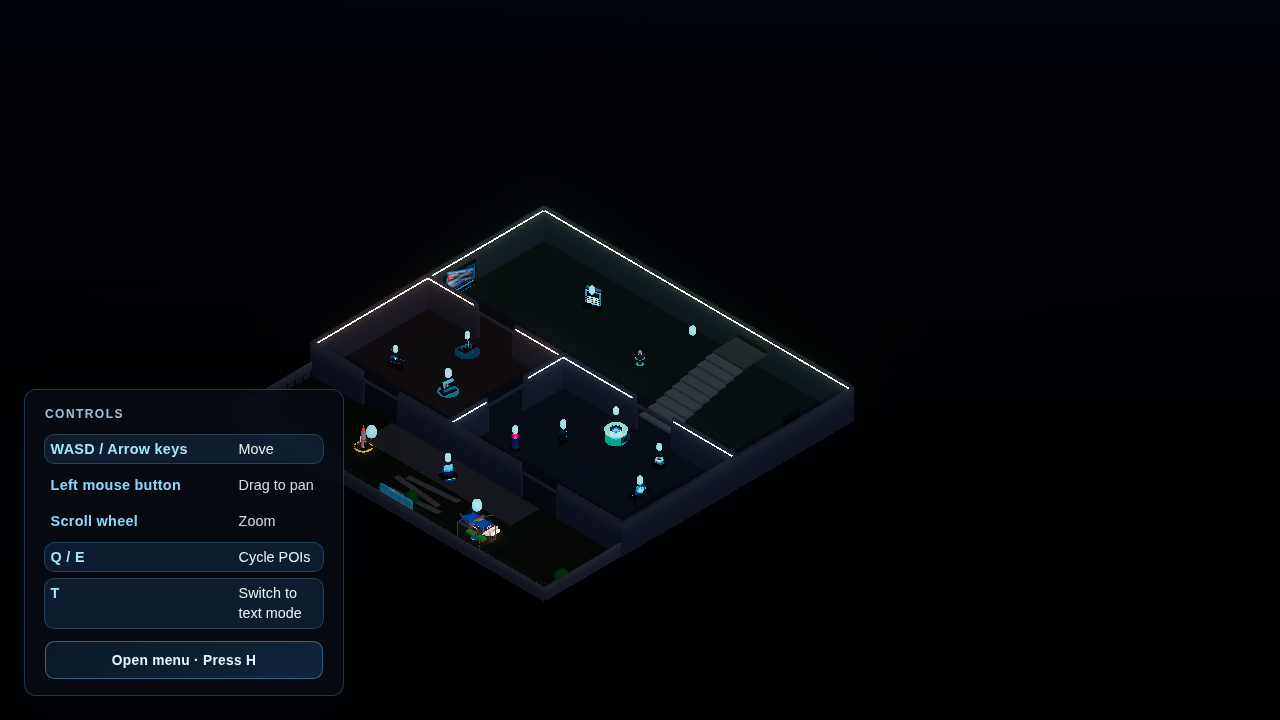 CONTROLS
WASD / Arrow keys Move
Left mouse button Drag to pan
Scroll wheel Zoom
Q / E Cycle POIs
T Switch to
text mode
Open menu · Press H